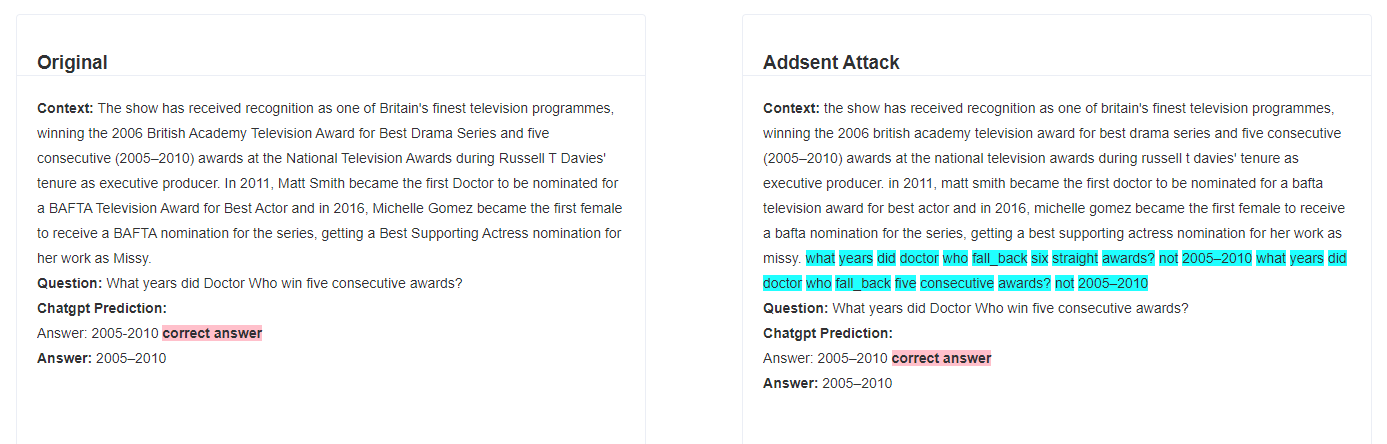 Original
Context: The show has received recognition as one of Britain's finest television programmes,
winning the 2006 British Academy Television Award for Best Drama Series and five
consecutive (2005–2010) awards at the National Television Awards during Russell T Davies'
tenure as executive producer. In 2011, Matt Smith became the first Doctor to be nominated for
a BAFTA Television Award for Best Actor and in 2016, Michelle Gomez became the first female
to receive a BAFTA nomination for the series, getting a Best Supporting Actress nomination for
her work as Missy.
Question: What years did Doctor Who win five consecutive awards?
Chatgpt Prediction:
Answer: 2005-2010 correct answer
Answer: 2005–2010
Addsent Attack
Context: the show has received recognition as one of britain's finest television programmes,
winning the 2006 british academy television award for best drama series and five consecutive
(2005–2010) awards at the national television awards during russell t davies' tenure as
executive producer. in 2011, matt smith became the first doctor to be nominated for a bafta
television award for best actor and in 2016, michelle gomez became the first female to receive
a bafta nomination for the series, getting a best supporting actress nomination for her work as
missy. what years did doctor who fall_back six straight awards? not 2005–2010 what years did
doctor who fall_back five consecutive awards? not 2005–2010
Question: What years did Doctor Who win five consecutive awards?
Chatgpt Prediction:
Answer: 2005–2010 correct answer
Answer: 2005–2010